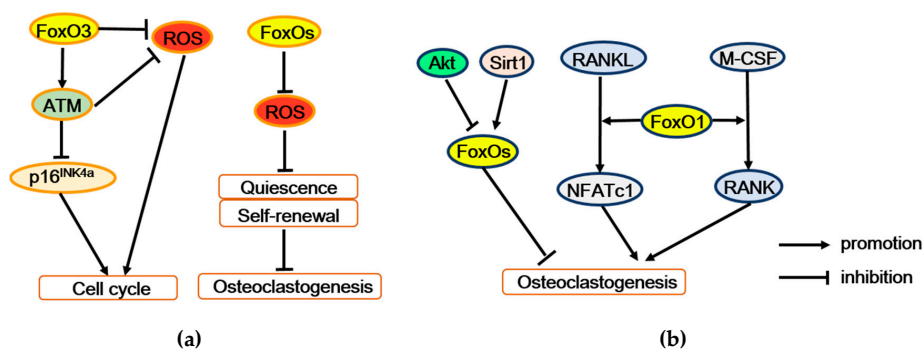 FoxO3
ROS
ATM
p16INK4a
Cell cycle
FoxOs
ROS
Quiescence
Self-renewal
Osteoclastogenesis
(a)
Akt
Sirt1
FoxOs
RANKL
M-CSF
FoxO1
NFATc1
RANK
Osteoclastogenesis
promotion
inhibition
(b)